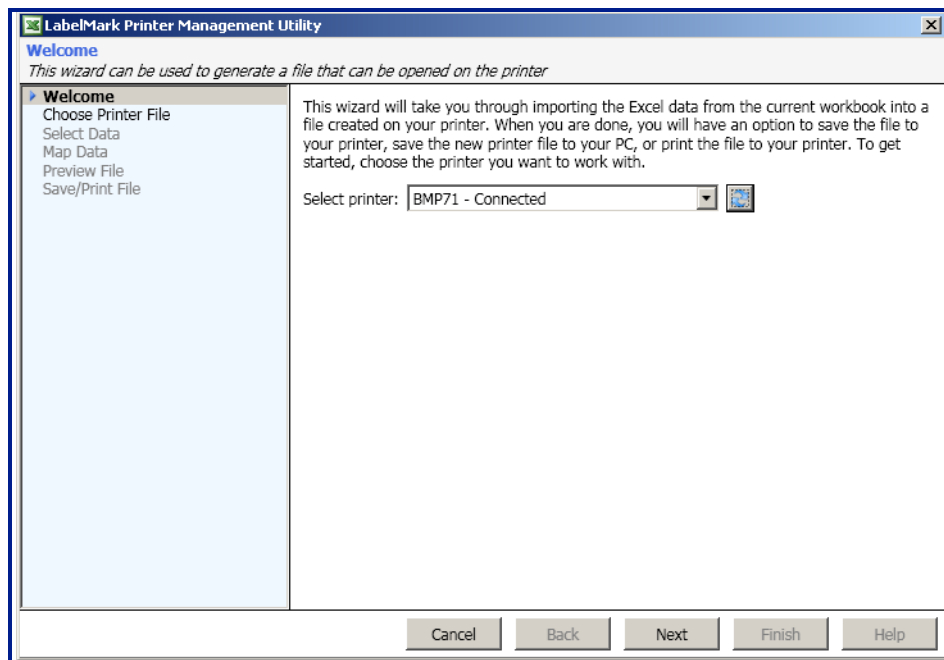 LabelMark Printer Management Utility
Welcome
This wizard can be used to generate a file that can be opened on the printer
Welcome
Choose Printer File
Select Data
Map Data
Preview File
Save/Print File
This wizard will take you through importing the Excel data from the current workbook into a
file created on your printer. When you are done, you will have an option to save the file to
your printer, save the new printer file to your PC, or print the file to your printer. To get
started, choose the printer you want to work with.
Select printer: BMP71 - Connected
Cancel Back Next Finish Help